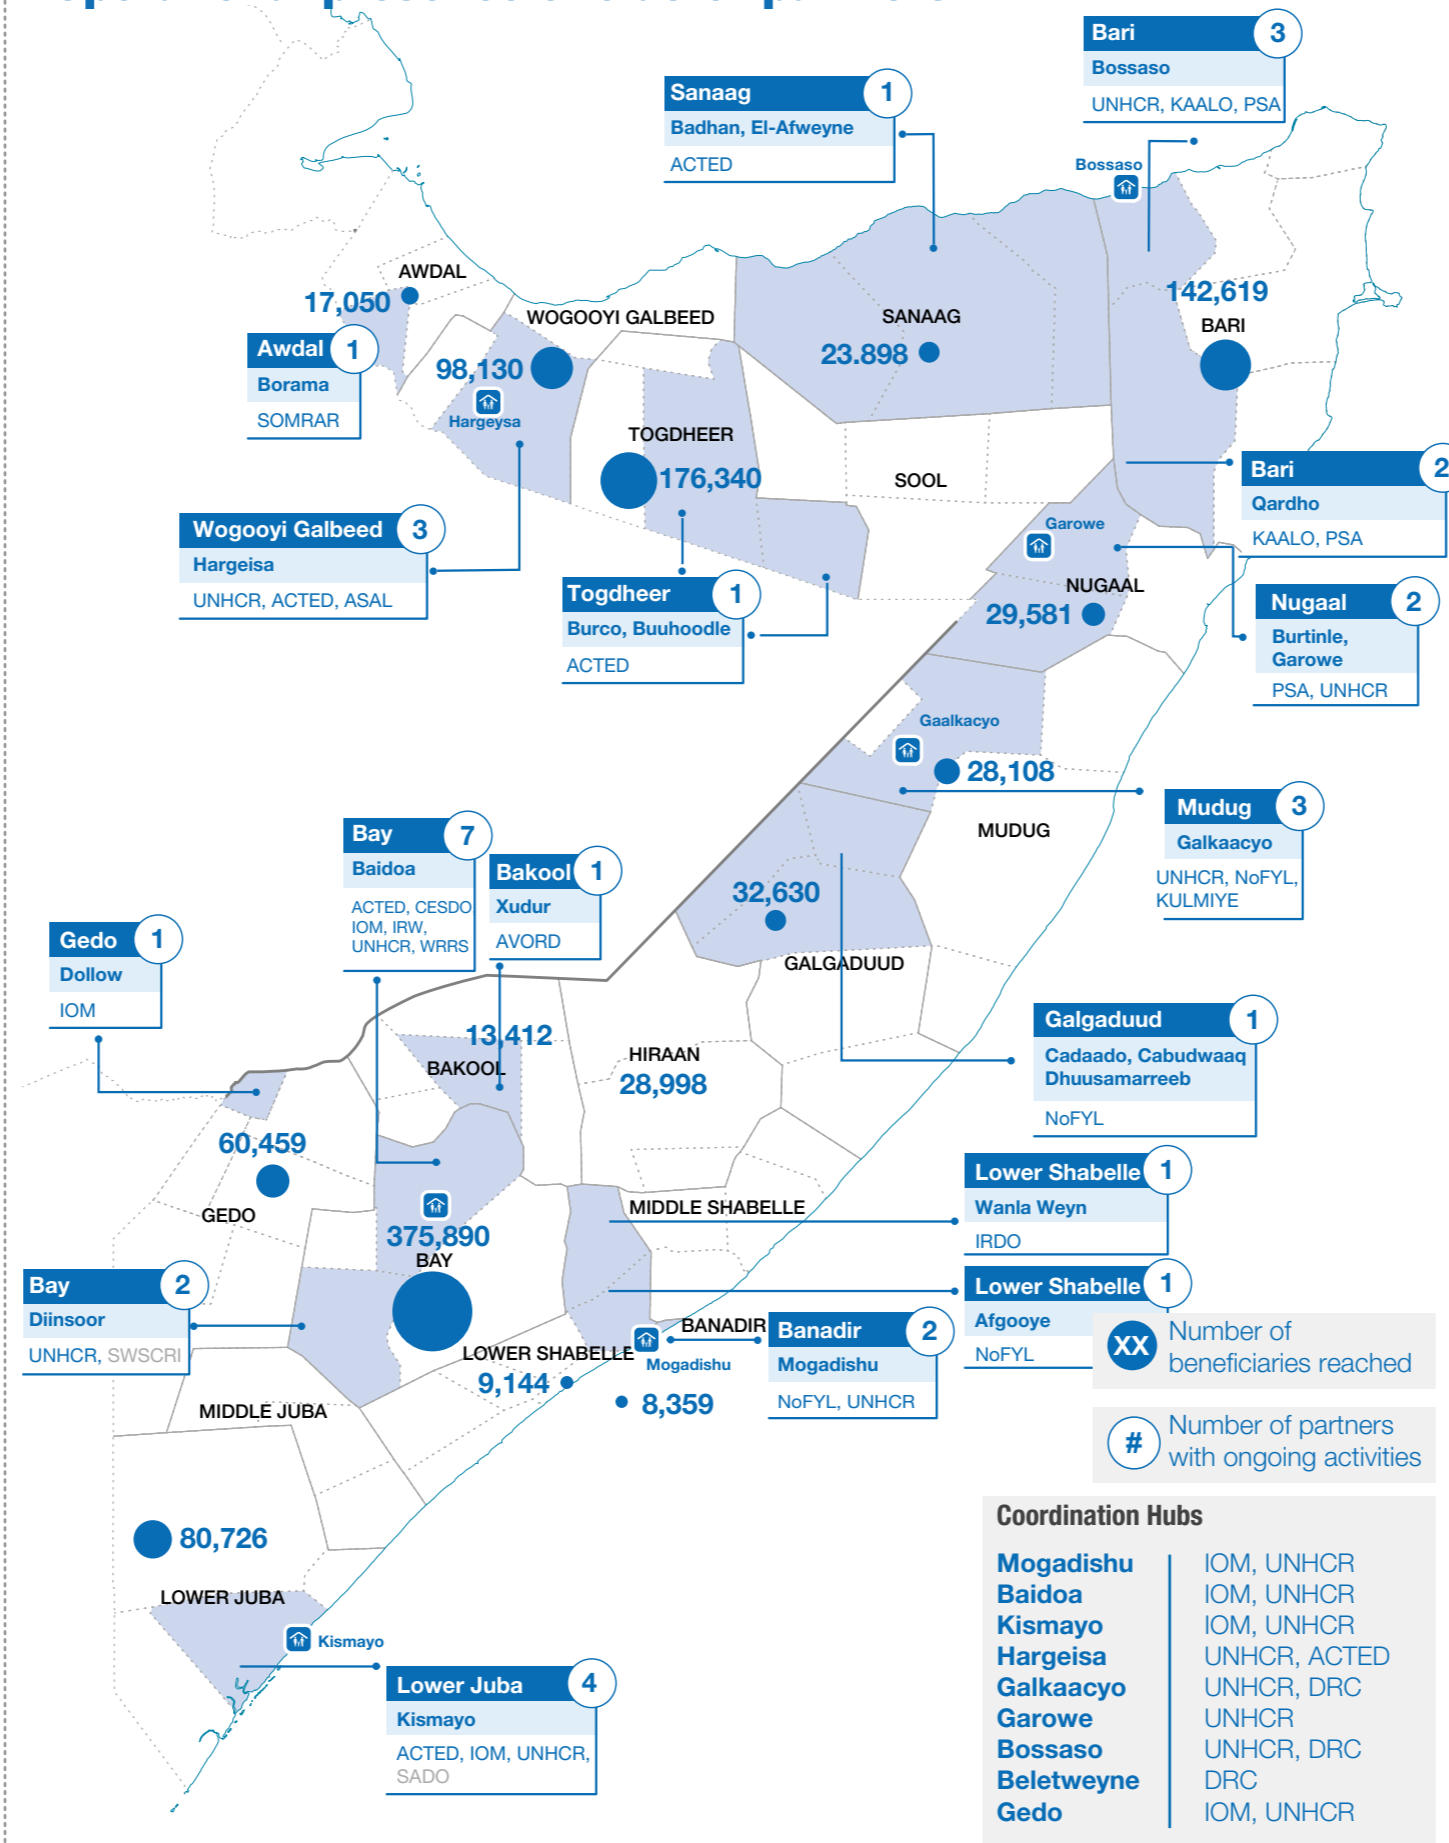 Bari 3
Bossaso
UNHCR, KAALO, PSA
Sanaag 1
Badhan, El-Afweyne
ACTED
Bossaso
AWDAL
17,050
WOGOOYI GALBEED
98,130
Hargeysa
SANAAG
23.898
142,619
BARI
Awdal 1
Borama
SOMRAR
TOGDHEER
176,340
SOOL
Bari 2
Qardho
KAALO, PSA
Wogooyi Galbeed 3
Hargeisa
UNHCR, ACTED, ASAL
Garowe
NUGAAL
29,581
Togdheer 1
Burco, Buuhoodle
ACTED
Nugaal 2
Burtinle,
Garowe
PSA, UNHCR
Gaalkacyo
28,108
MUDUG
Mudug 3
Galkaacyo
UNHCR, NoFYL,
KULMIYE
Bay 7
Baidoa
ACTED, CESDO
IOM, IRW,
UNHCR, WRRS
Bakool 1
Xudur
AVORD
32,630
GALGADUUD
Gedo 1
Dollow
IOM
13,412
BAKOOL
HIRAAN
28,998
Galgaduud 1
Cadaado, Cabudwaaq
Dhuusamarreeb
NoFYL
60,459
GEDO
375,890
BAY
MIDDLE SHABELLE
Lower Shabelle 1
Wanla Weyn
IRDO
Bay 2
Diinsoor
UNHCR, SWSCRI
Lower Shabelle 1
Afgooye
NoFYL
BANADIR
Mogadishu
Banadir 2
Mogadishu
NoFYL, UNHCR
LOWER SHABELLE
9,144
8,359
MIDDLE JUBA
80,726
LOWER JUBA
Kismayo
Lower Juba 4
Kismayo
ACTED, IOM, UNHCR,
SADO
XX Number of
beneficiaries reached
# Number of partners
with ongoing activities
Coordination Hubs
Mogadishu IOM, UNHCR
Baidoa IOM, UNHCR
Kismayo IOM, UNHCR
Hargeisa UNHCR, ACTED
Galkaacyo UNHCR, DRC
Garowe UNHCR
Bossaso UNHCR, DRC
Beletweyne DRC
Gedo IOM, UNHCR